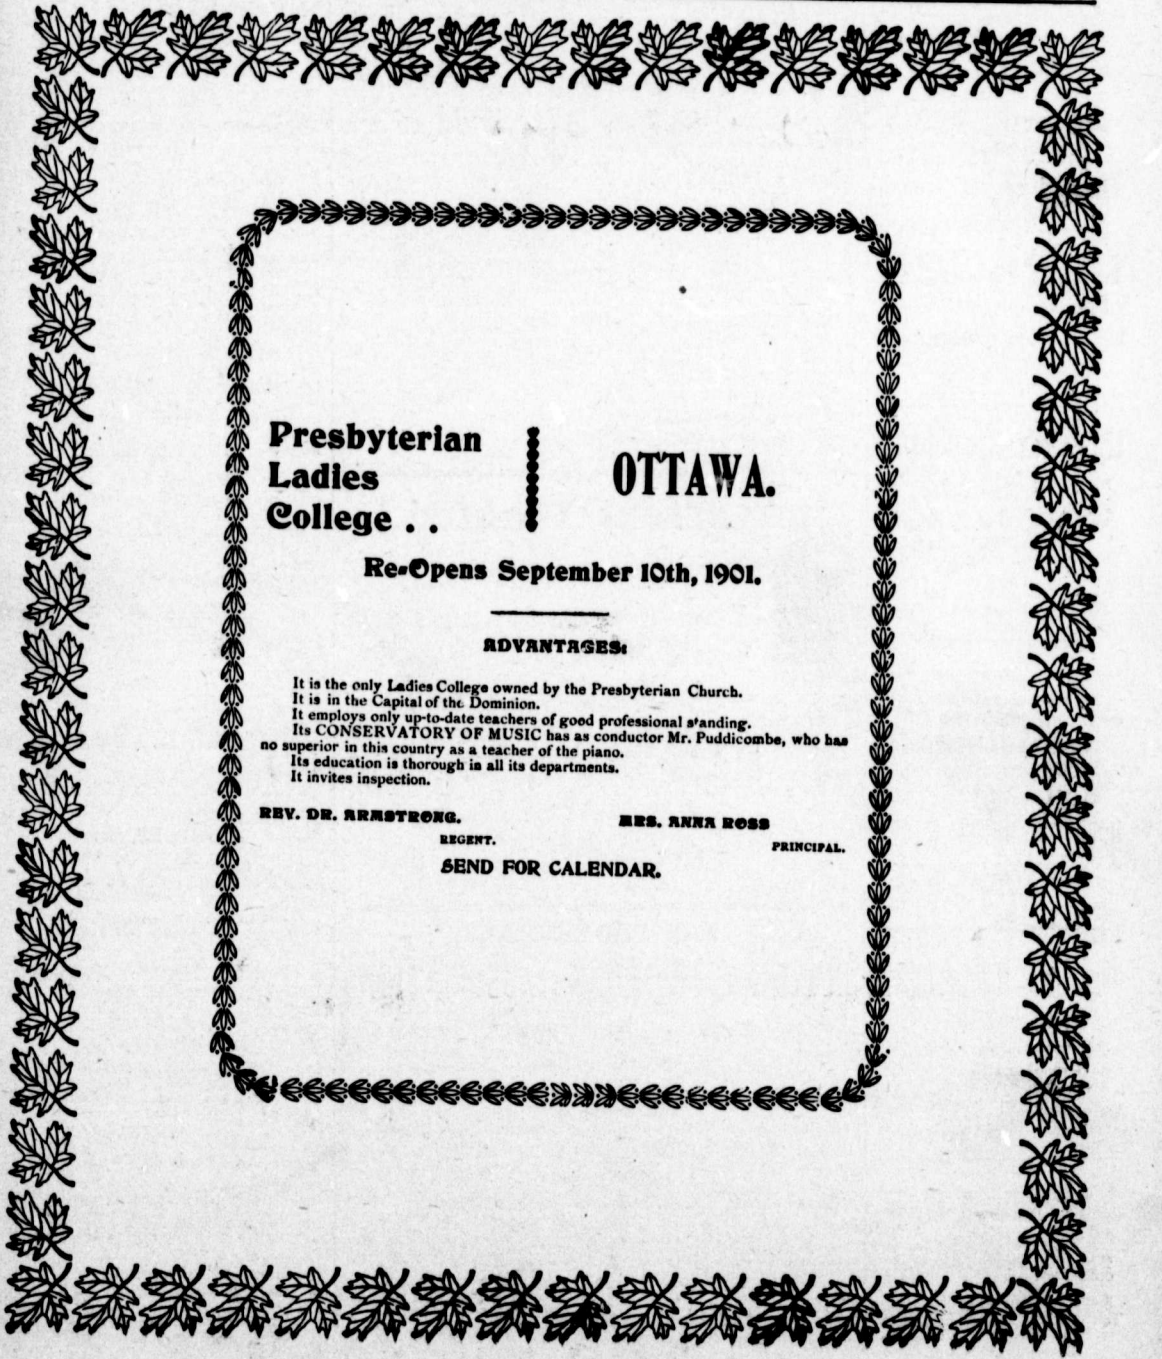 Presbyterian
Ladies
College . .
OTTAWA.
Re-Opens September 10th, 1901.
ADVANTAGES:
It is the only Ladies College owned by the Presbyterian Church.
It is in the Capital of the Dominion.
It employs only up-to-date teachers of good professional standing.
Its CONSERVATORY OF MUSIC has as conductor Mr. Puddicombe, who has
no superior in this country as a teacher of the piano.
Its education is thorough in all its departments.
It invites inspection.
REV. DR. ARMSTRONG.
REGENT.
MRS. ANNA ROSS
PRINCIPAL.
SEND FOR CALENDAR.